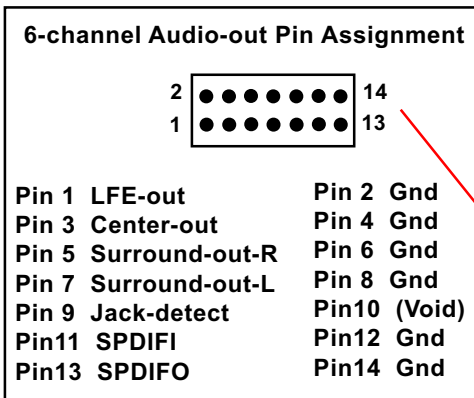 6-channel Audio-out Pin Assignment
2 14
1 13
Pin 1 LFE-out Pin 2 Gnd
Pin 3 Center-out Pin 4 Gnd
Pin 5 Surround-out-R Pin 6 Gnd
Pin 7 Surround-out-L Pin 8 Gnd
Pin 9 Jack-detect Pin10 (Void)
Pin11 SPDIFI Pin12 Gnd
Pin13 SPDIFO Pin14 Gnd